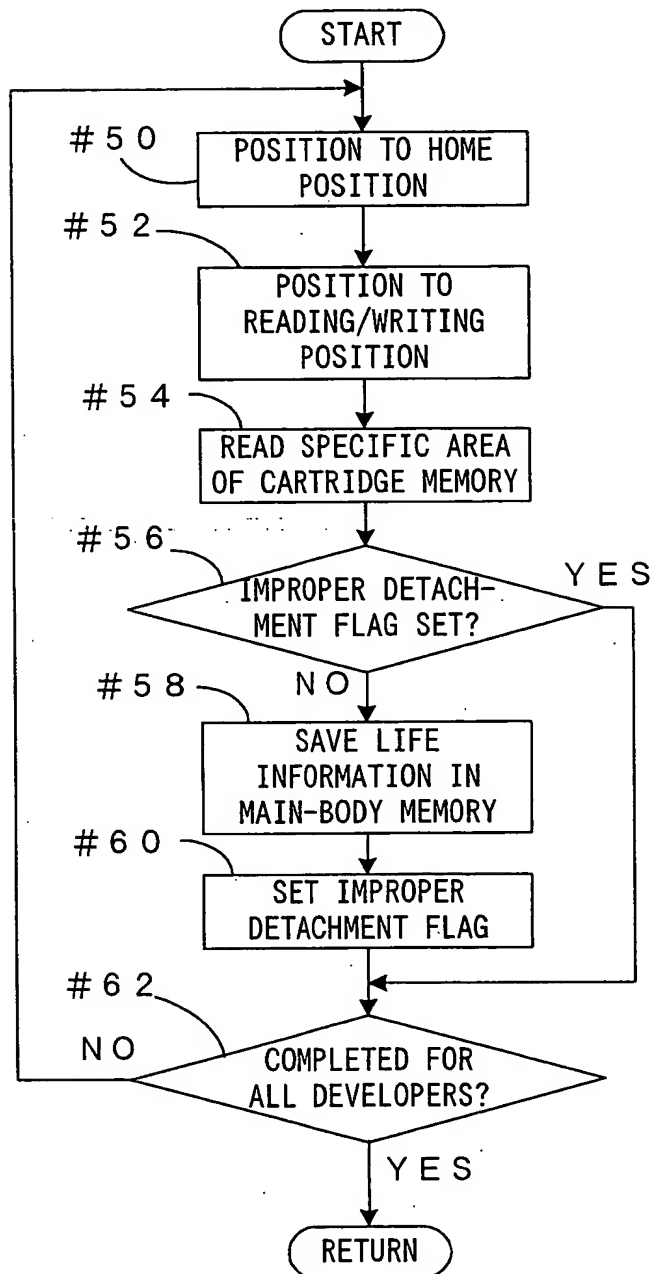 START
#50
POSITION TO HOME
POSITION
#52
POSITION TO
READING/WRITING
POSITION
#54
READ SPECIFIC AREA
OF CARTRIDGE MEMORY
#56
YES
IMPROPER DETACH-
MENT FLAG SET?
NO
#58
SAVE LIFE
INFORMATION IN
MAIN-BODY MEMORY
#60
SET IMPROPER
DETACHMENT FLAG
#62
NO
COMPLETED FOR
ALL DEVELOPERS?
YES
RETURN